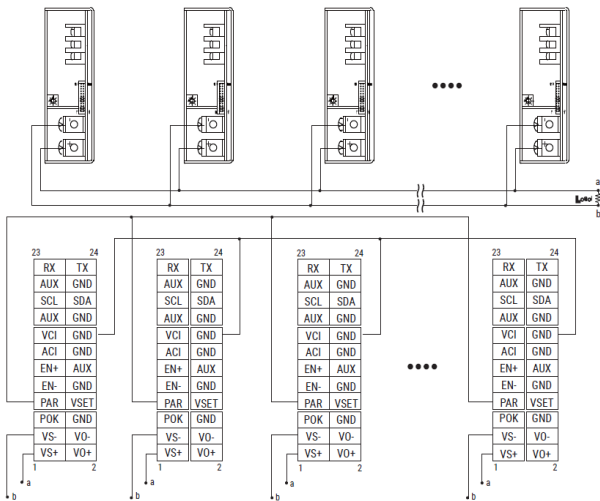 a
Load
b
23 24 23 24 23 24 23 24
RX TX RX TX RX TX RX TX
AUX GND AUX GND AUX GND AUX GND
SCL SDA SCL SDA SCL SDA SCL SDA
AUX GND AUX GND AUX GND AUX GND
VCI GND VCI GND VCI GND VCI GND
ACI GND ACI GND ACI GND ACI GND
EN+ AUX EN+ AUX EN+ AUX EN+ AUX
EN- GND EN- GND EN- GND EN- GND
PAR VSET PAR VSET PAR VSET PAR VSET
POK GND POK GND POK GND POK GND
VS- VO- VS- VO- VS- VO- VS- VO-
VS+ VO+ VS+ VO+ VS+ VO+ VS+ VO+
1 2 1 2 1 2 1 2
a a a a
b b b b